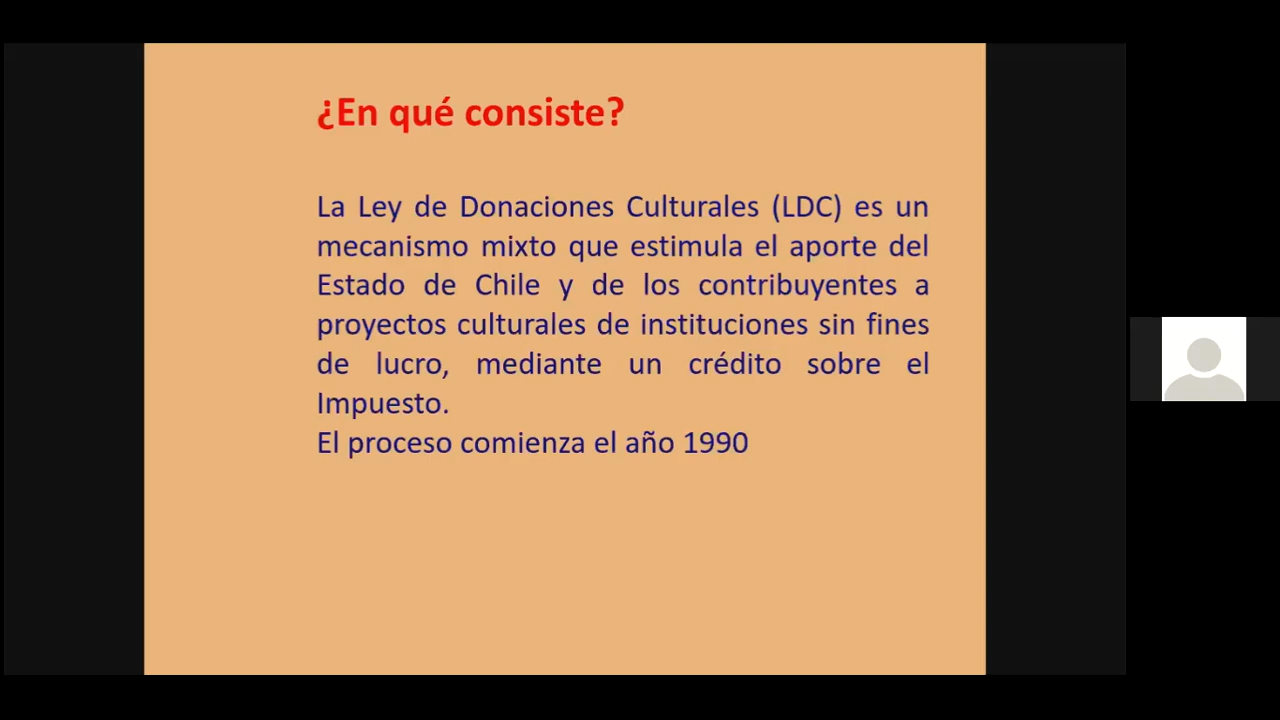 ¿En qué consiste?
La Ley de Donaciones Culturales (LDC) es un
mecanismo mixto que estimula el aporte del
Estado de Chile y de los contribuyentes a
proyectos culturales de instituciones sin fines
de lucro, mediante un crédito sobre el
Impuesto.
El proceso comienza el año 1990